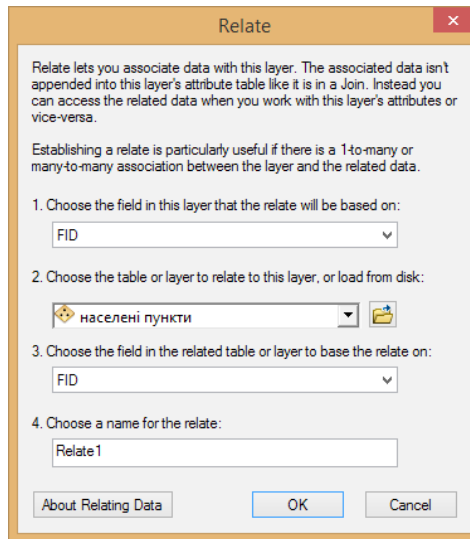 Relate
Relate lets you associate data with this layer. The associated data isn't
appended into this layer's attribute table like it is in a Join. Instead you
can access the related data when you work with this layer's attributes or
vice-versa.
Establishing a relate is particularly useful if there is a 1-to-many or
many-to-many association between the layer and the related data.
1. Choose the field in this layer that the relate will be based on:
FID
2. Choose the table or layer to relate to this layer, or load from disk:
населені пункти
3. Choose the field in the related table or layer to base the relate on:
FID
4. Choose a name for the relate:
Relate1
About Relating Data OK Cancel